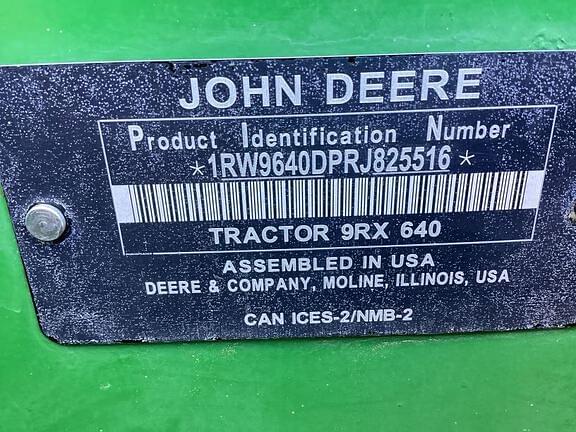 JOHN DEERE
Product Identification Number
*1RW9640DPRJ825516*
TRACTOR 9RX 640
ASSEMBLED IN USA
DEERE & COMPANY, MOLINE, ILLINOIS, USA
CAN ICES-2/NMB-2